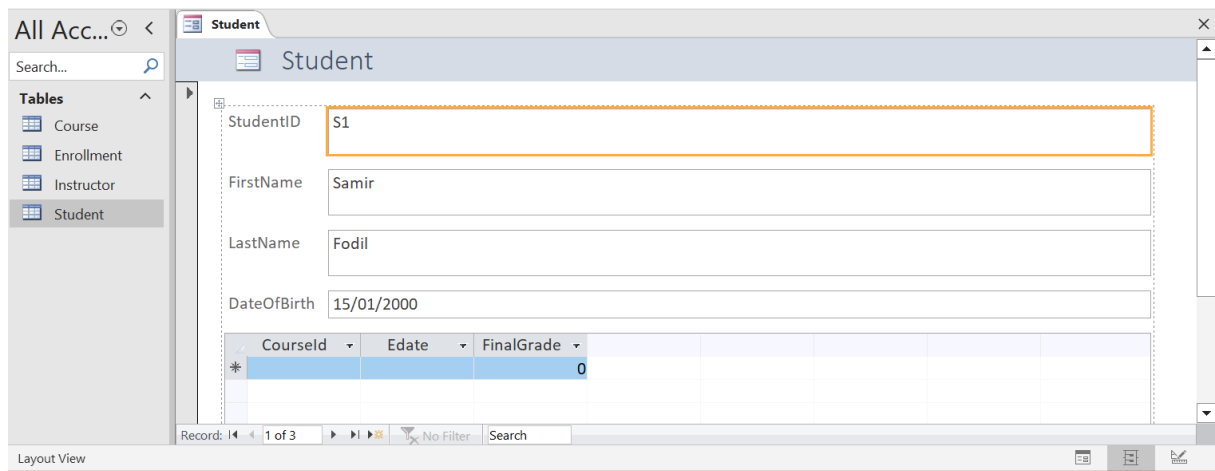 All Acc...
Search...
Tables
Course
Enrollment
Instructor
Student
Student
Student
StudentID S1
FirstName Samir
LastName Fodil
DateOfBirth 15/01/2000
CourseId Edate FinalGrade
0
Record: 1 of 3 No Filter Search
Layout View